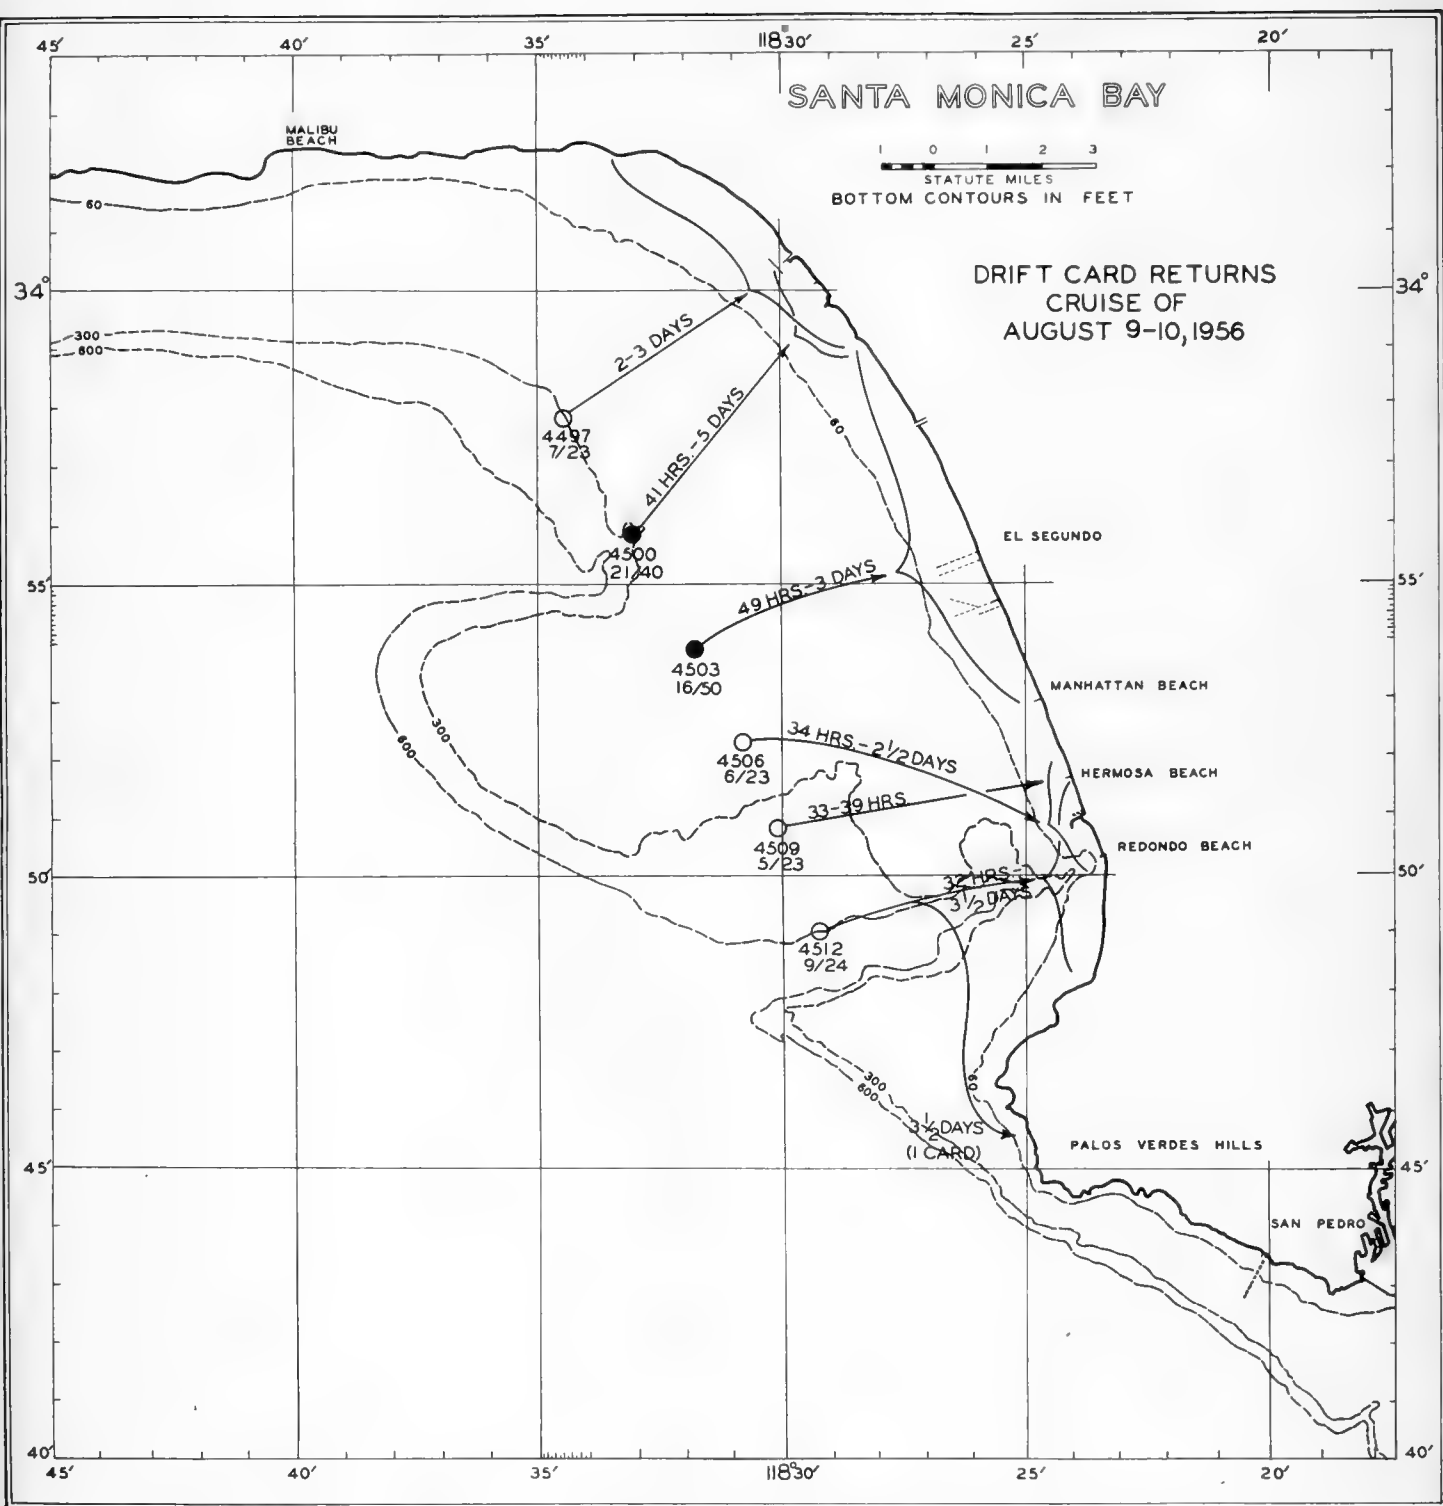 45′ 40′ 35′ 118°30′ 25′ 20′
SANTA MONICA BAY
MALIBU
BEACH
1 0 1 2 3
STATUTE MILES
BOTTOM CONTOURS IN FEET
60
DRIFT CARD RETURNS
CRUISE OF
AUGUST 9-10, 1956
34° 34°
300
600
2-3 DAYS
4497
7/23
41 HRS.-5 DAYS
60
4500
21/40
EL SEGUNDO
55′ 55′
49 HRS.-3 DAYS
4503
16/50
MANHATTAN BEACH
300
600
34 HRS.-2 1/2 DAYS
4506
6/23
HERMOSA BEACH
33-39 HRS.
4509
5/23
REDONDO BEACH
50′ 50′
32 HRS.-
3 1/2 DAYS
4512
9/24
300
600
60
3 1/2 DAYS
(1 CARD)
PALOS VERDES HILLS
45′ 45′
SAN PEDRO
40′ 40′
45′ 40′ 35′ 118°30′ 25′ 20′